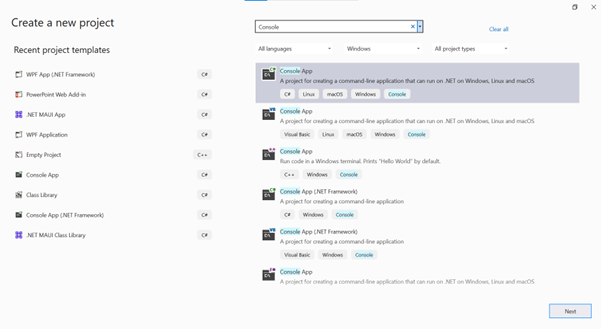 Create a new project
Console
Clear all
Recent project templates
All languages
Windows
All project types
WPF App (.NET Framework)
C#
PowerPoint Web Add-in
C#
.NET MAUI App
C#
WPF Application
C#
Empty Project
C++
Console App
C#
Class Library
C#
Console App (.NET Framework)
C#
.NET MAUI Class Library
C#
Console App
A project for creating a command-line application that can run on .NET on Windows, Linux and macOS
C# Linux macOS Windows Console
Console App
A project for creating a command-line application that can run on .NET on Windows, Linux and macOS
Visual Basic Linux macOS Windows Console
Console App
Run code in a Windows terminal. Prints "Hello World" by default.
C++ Windows Console
Console App (.NET Framework)
A project for creating a command-line application
C# Windows Console
Console App (.NET Framework)
A project for creating a command-line application
Visual Basic Windows Console
Console App
A project for creating a command-line application that can run on .NET on Windows, Linux and macOS
Next